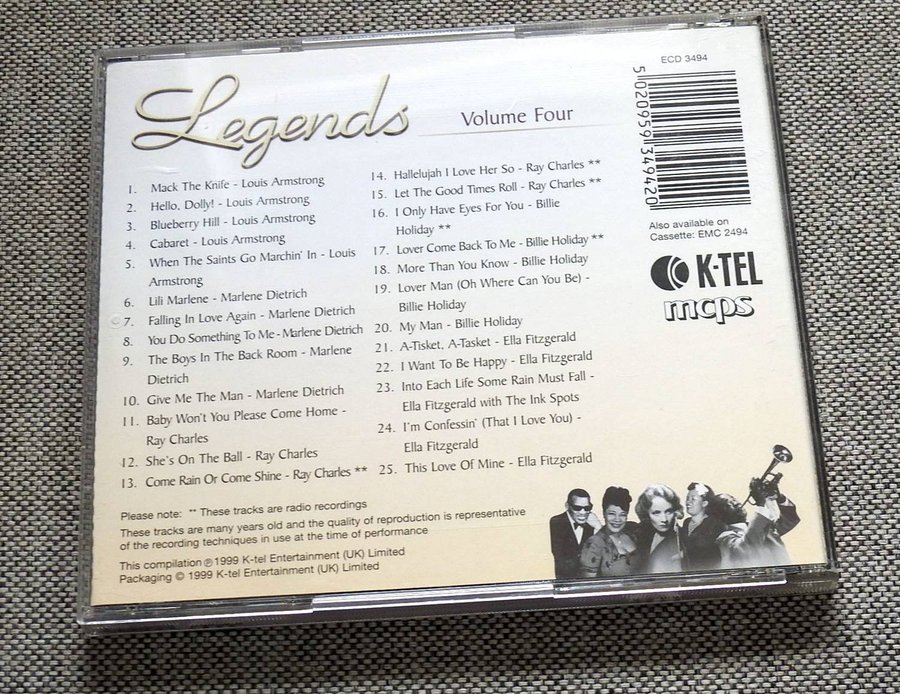 Legends
Volume Four
ECD 3494
5020959349420
Also available on
Cassette: EMC 2494
K-TEL
mcps
1. Mack The Knife - Louis Armstrong
2. Hello, Dolly! - Louis Armstrong
3. Blueberry Hill - Louis Armstrong
4. Cabaret - Louis Armstrong
5. When The Saints Go Marchin' In - Louis
Armstrong
6. Lili Marlene - Marlene Dietrich
7. Falling In Love Again - Marlene Dietrich
8. You Do Something To Me - Marlene Dietrich
9. The Boys In The Back Room - Marlene
Dietrich
10. Give Me The Man - Marlene Dietrich
11. Baby Won't You Please Come Home -
Ray Charles
12. She's On The Ball - Ray Charles
13. Come Rain Or Come Shine - Ray Charles **
14. Hallelujah I Love Her So - Ray Charles **
15. Let The Good Times Roll - Ray Charles **
16. I Only Have Eyes For You - Billie
Holiday **
17. Lover Come Back To Me - Billie Holiday **
18. More Than You Know - Billie Holiday
19. Lover Man (Oh Where Can You Be) -
Billie Holiday
20. My Man - Billie Holiday
21. A-Tisket, A-Tasket - Ella Fitzgerald
22. I Want To Be Happy - Ella Fitzgerald
23. Into Each Life Some Rain Must Fall -
Ella Fitzgerald with The Ink Spots
24. I'm Confessin' (That I Love You) -
Ella Fitzgerald
25. This Love Of Mine - Ella Fitzgerald
Please note: ** These tracks are radio recordings
These tracks are many years old and the quality of reproduction is representative
of the recording techniques in use at the time of performance
This compilation ℗ 1999 K-tel Entertainment (UK) Limited
Packaging © 1999 K-tel Entertainment (UK) Limited